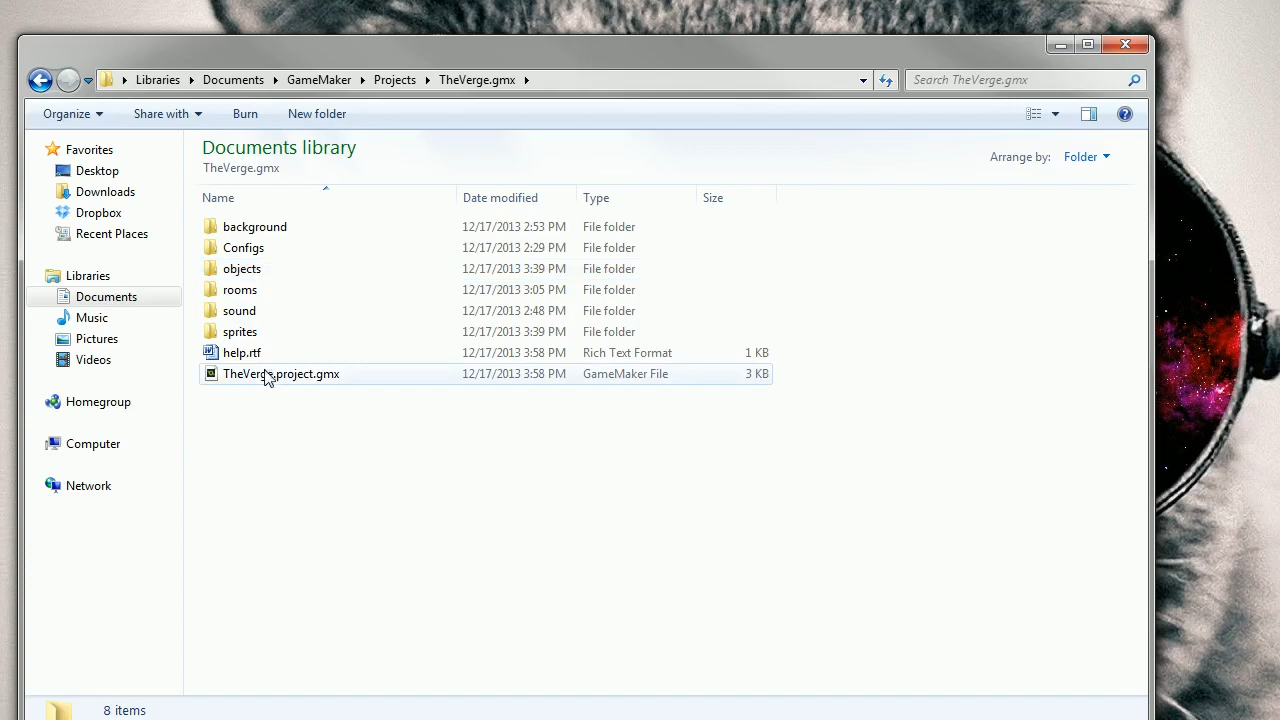 Libraries Documents GameMaker Projects TheVerge.gmx
Search TheVerge.gmx
Organize Share with Burn New folder
Favorites
Desktop
Downloads
Dropbox
Recent Places
Libraries
Documents
Music
Pictures
Videos
Homegroup
Computer
Network
Documents library
TheVerge.gmx
Arrange by: Folder
Name Date modified Type Size
background 12/17/2013 2:53 PM File folder
Configs 12/17/2013 2:29 PM File folder
objects 12/17/2013 3:39 PM File folder
rooms 12/17/2013 3:05 PM File folder
sound 12/17/2013 2:48 PM File folder
sprites 12/17/2013 3:39 PM File folder
help.rtf 12/17/2013 3:58 PM Rich Text Format 1 KB
TheVerge.project.gmx 12/17/2013 3:58 PM GameMaker File 3 KB
8 items